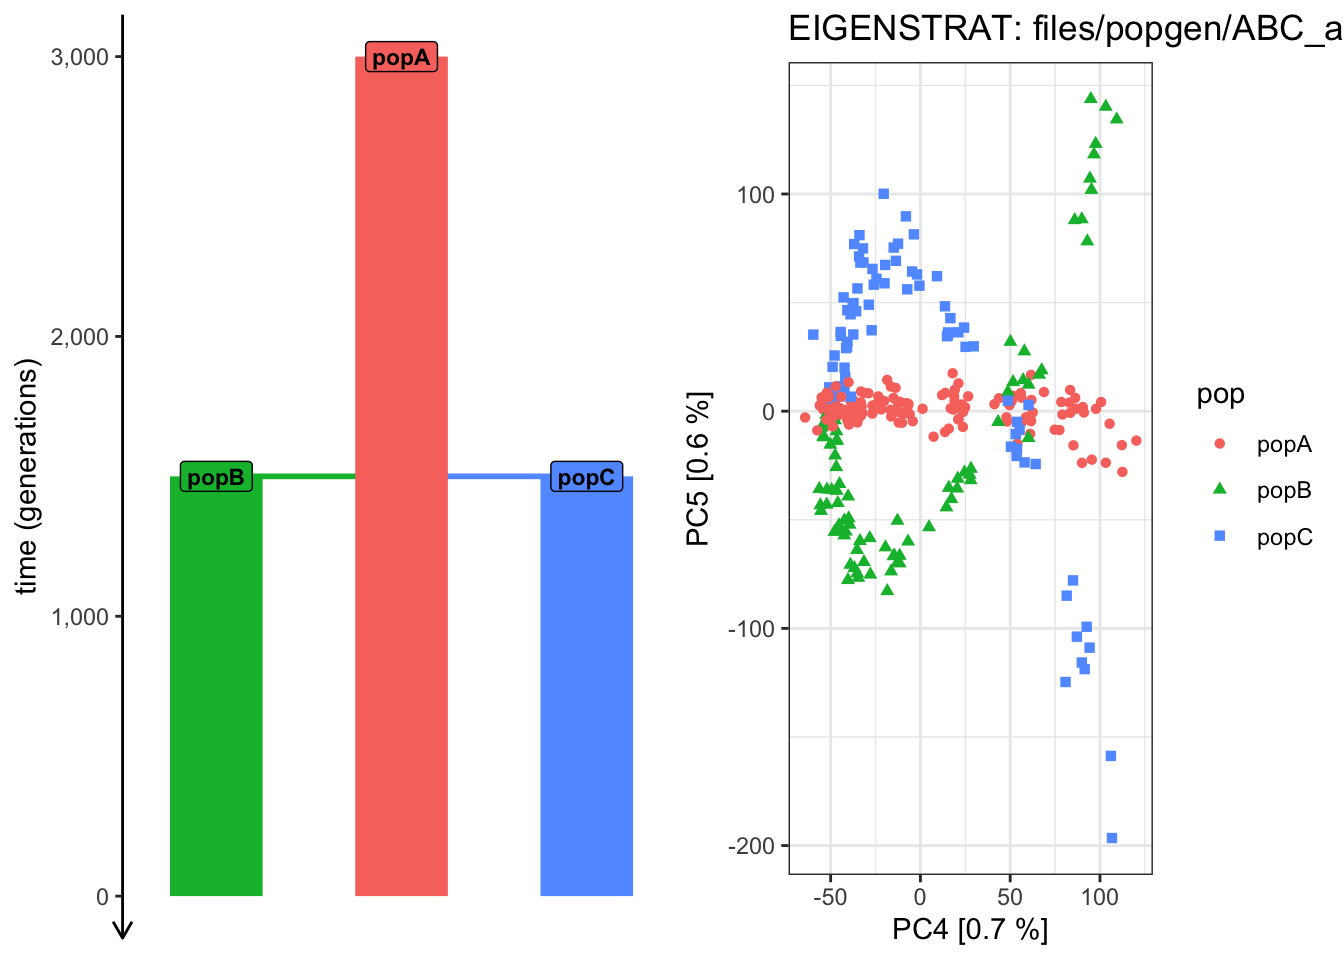 3,000
2,000
1,000
0
time (generations)
popA
popB
popC
EIGENSTRAT: files/popgen/ABC_a
100
0
-100
-200
PC5 [0.6 %]
-50
0
50
100
PC4 [0.7 %]
pop
popA
popB
popC